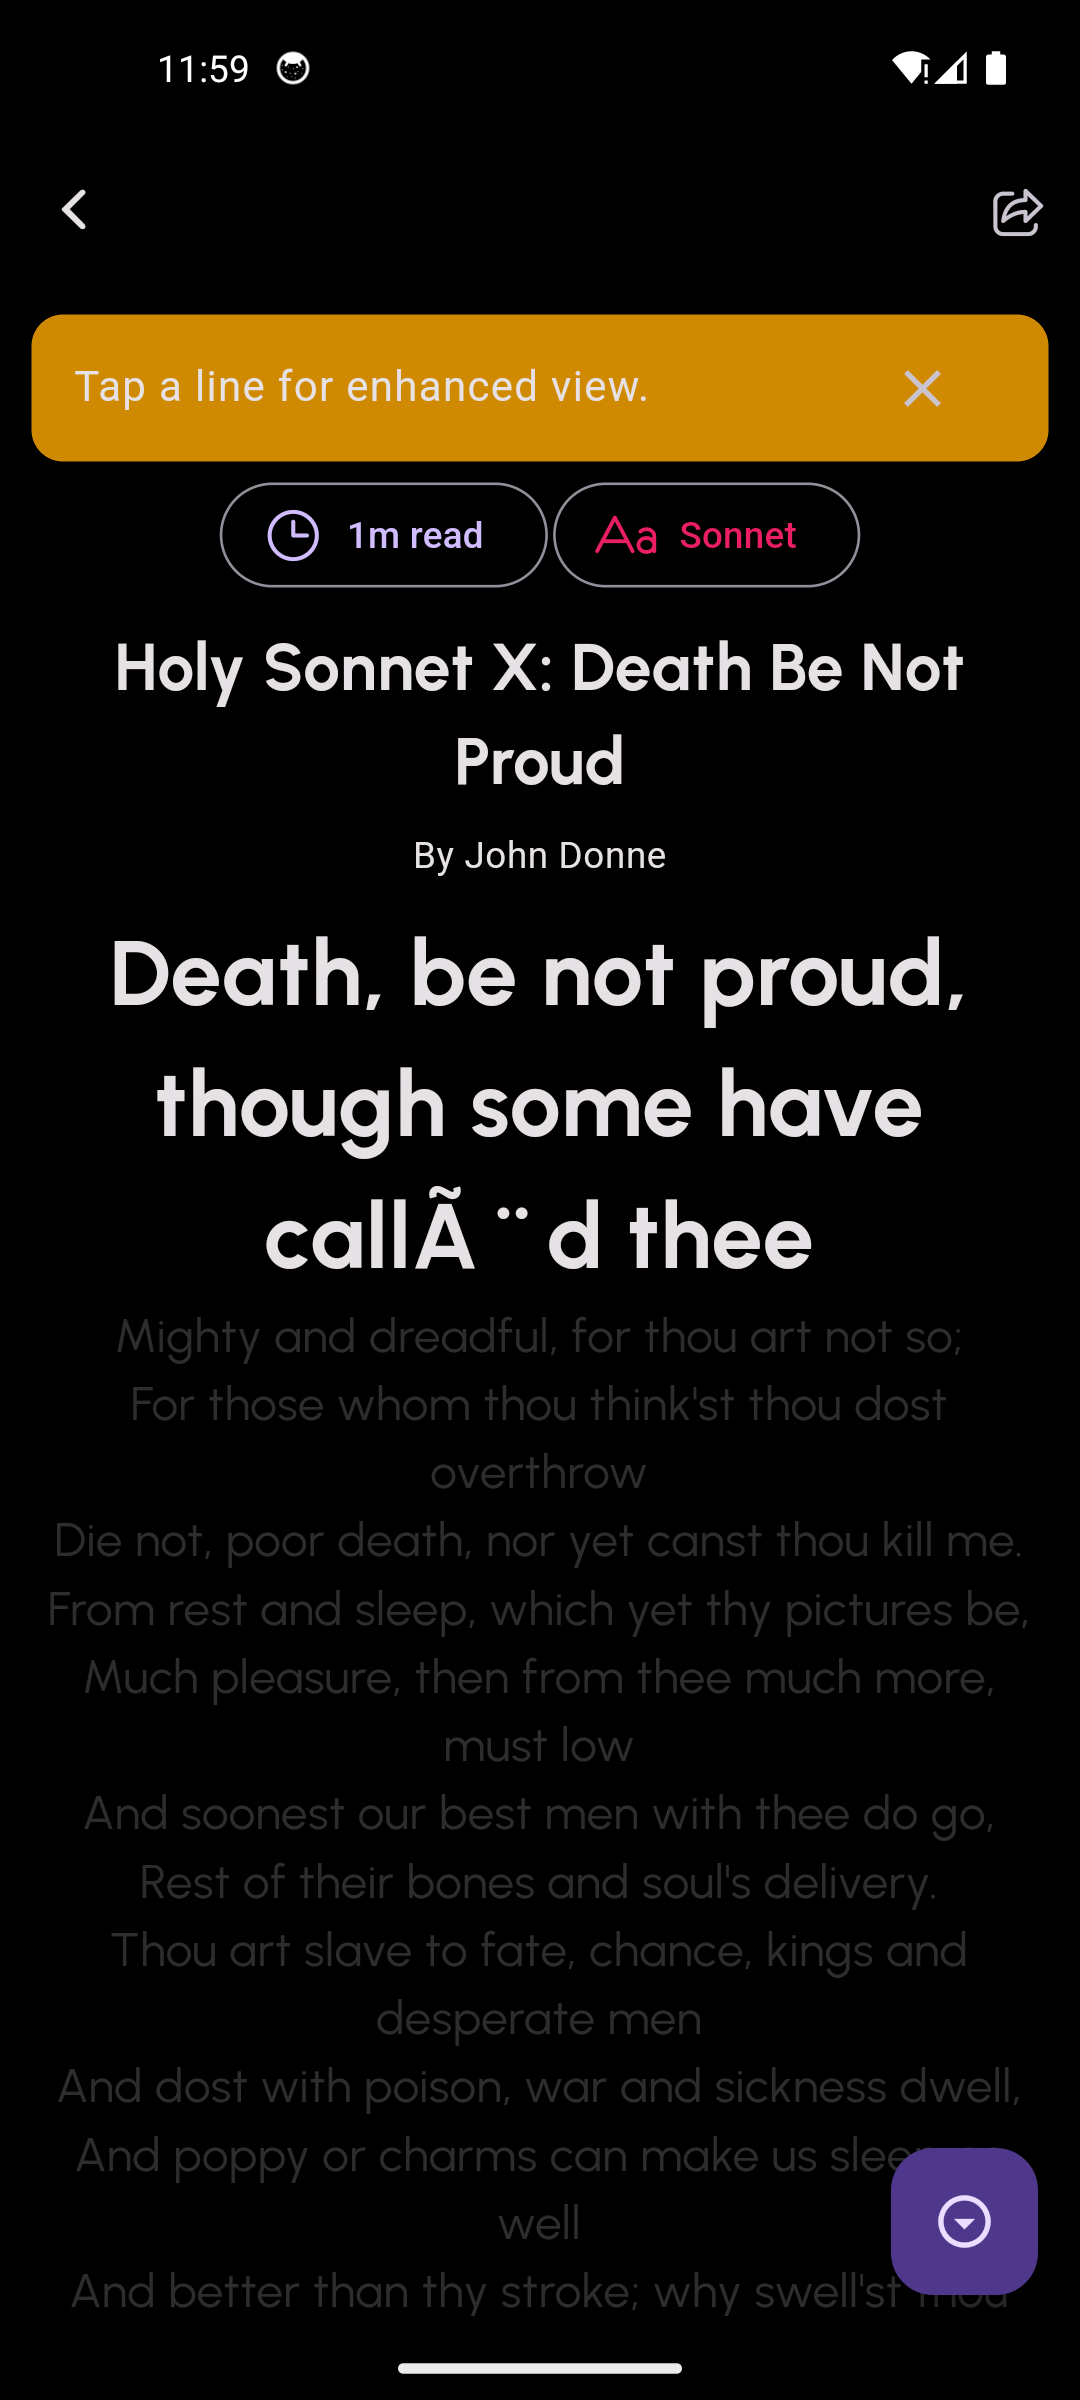 11:59
Tap a line for enhanced view.
1m read
Aa Sonnet
Holy Sonnet X: Death Be Not
Proud
By John Donne
Death, be not proud,
though some have
callÃ ¨ d thee
Mighty and dreadful, for thou art not so;
For those whom thou think'st thou dost
overthrow
Die not, poor death, nor yet canst thou kill me.
From rest and sleep, which yet thy pictures be,
Much pleasure, then from thee much more,
must low
And soonest our best men with thee do go,
Rest of their bones and soul's delivery.
Thou art slave to fate, chance, kings and
desperate men
And dost with poison, war and sickness dwell,
And poppy or charms can make us
well
And better than thy stroke; why swell'st thou